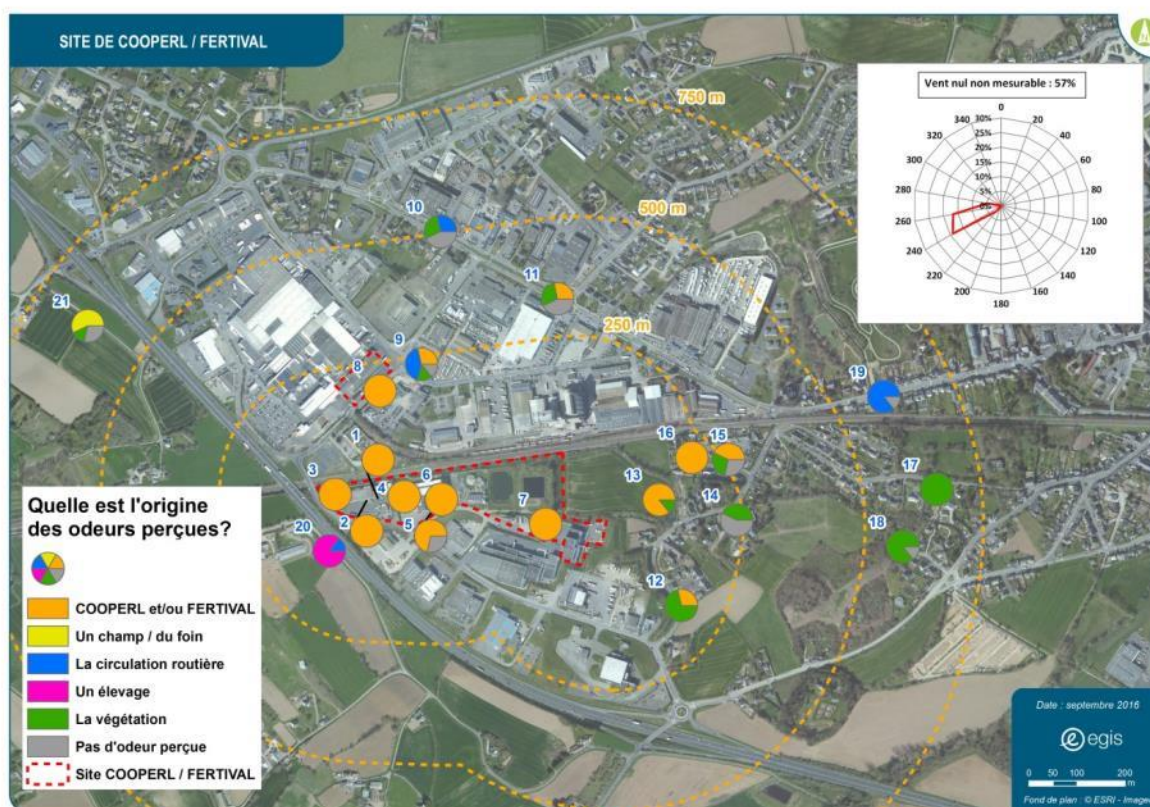 SITE DE COOPERL / FERTIVAL
Vent nul non mesurable : 57%
0
20
40
60
80
100
120
140
160
180
200
220
240
260
280
300
320
340
30%
25%
20%
15%
10%
5%
0%
750 m
500 m
250 m
10
11
21
9
8
19
1
16
15
3
4
6
13
17
7
14
2
5
18
20
12
Quelle est l'origine
des odeurs perçues?
COOPERL et/ou FERTIVAL
Un champ / du foin
La circulation routière
Un élevage
La végétation
Pas d'odeur perçue
Site COOPERL / FERTIVAL
Date : septembre 2016
egis
0 50 100 200
m
Fond de plan : © ESRI - Image